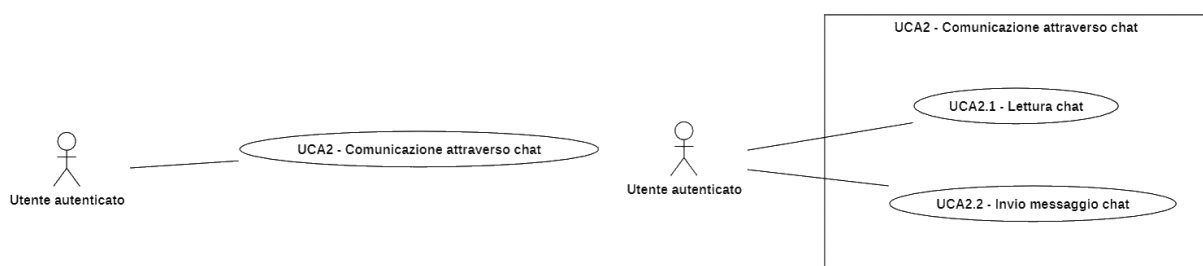 UCA2 - Comunicazione attraverso chat
Utente autenticato
UCA2 - Comunicazione attraverso chat
UCA2.1 - Lettura chat
UCA2.2 - Invio messaggio chat
Utente autenticato